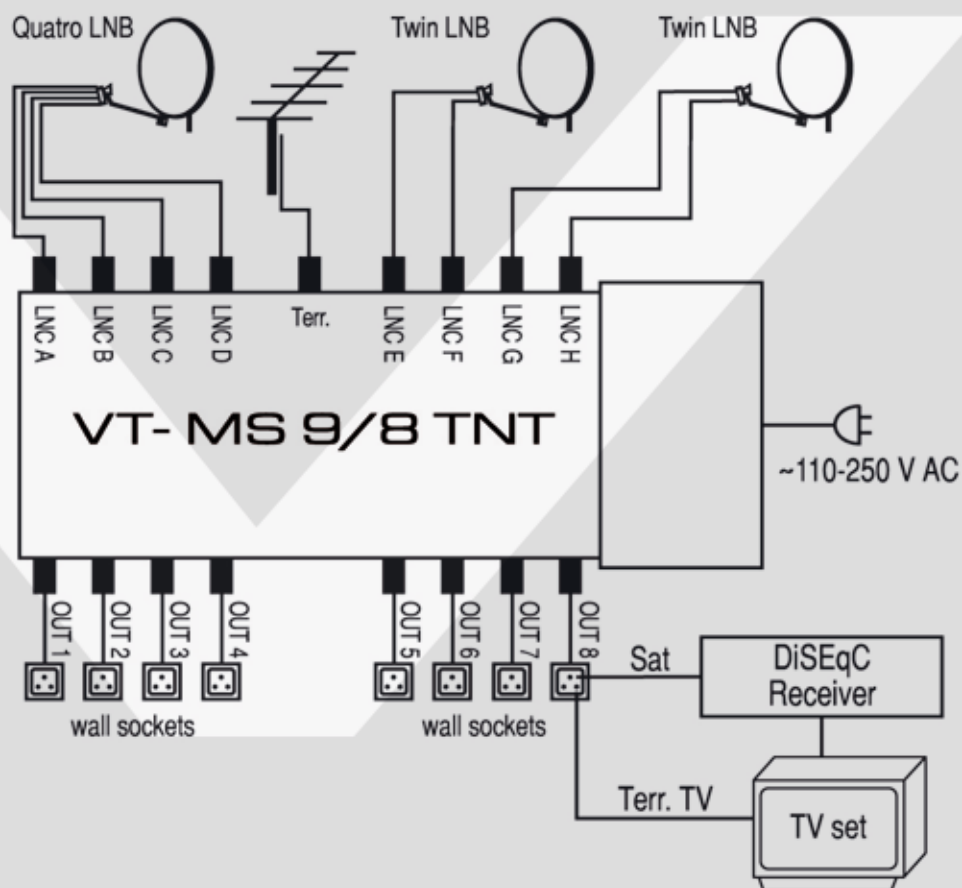 Quatro LNB
Twin LNB
Twin LNB
LNC A
LNC B
LNC C
LNC D
Terr.
LNC E
LNC F
LNC G
LNC H
VT-MS 9/8 TNT
~110-250 V AC
OUT 1
OUT 2
OUT 3
OUT 4
OUT 5
OUT 6
OUT 7
OUT 8
wall sockets
wall sockets
Sat
DiSEqC
Receiver
Terr. TV
TV set